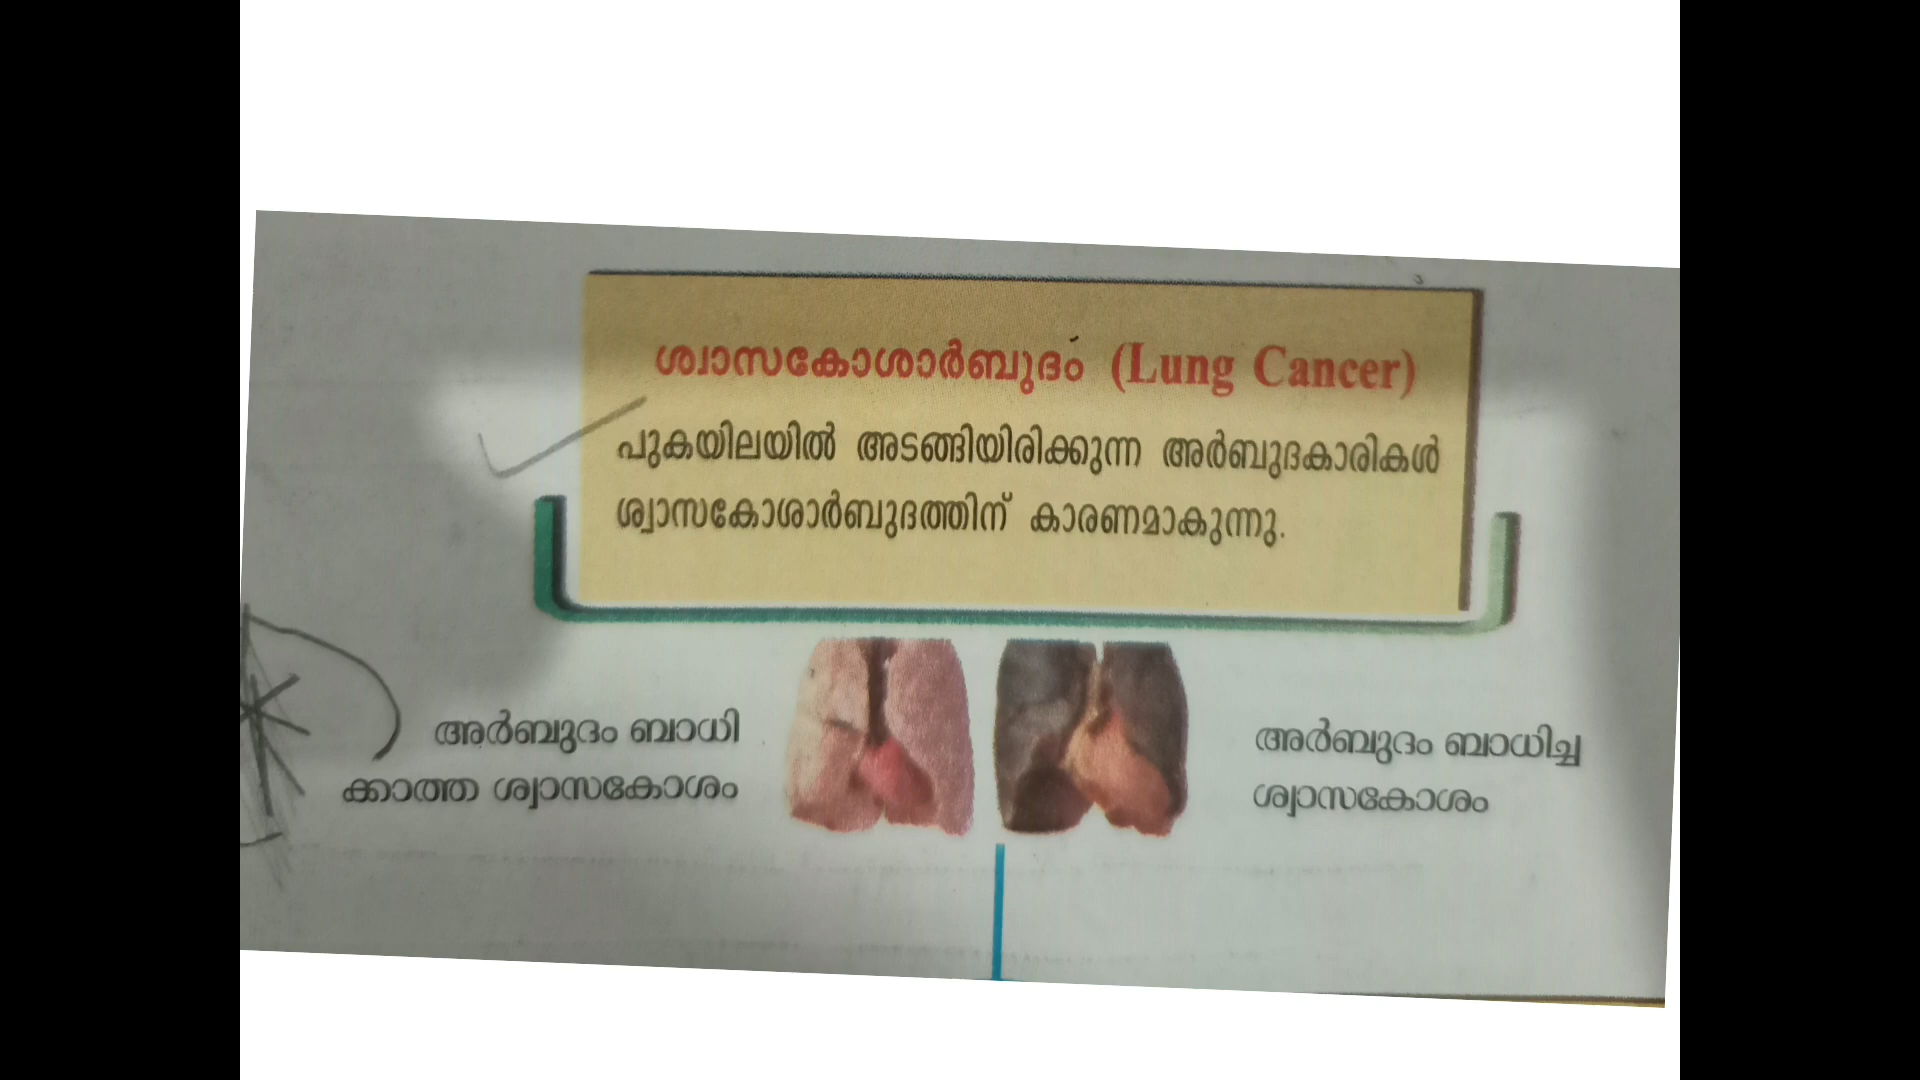 ശ്വാസകോശാർബുദം (Lung Cancer)
പുകയിലയിൽ അടങ്ങിയിരിക്കുന്ന അർബുദകാരികൾ
ശ്വാസകോശാർബുദത്തിന് കാരണമാകുന്നു.
അർബുദം ബാധി
ക്കാത്ത ശ്വാസകോശം
അർബുദം ബാധിച്ച
ശ്വാസകോശം